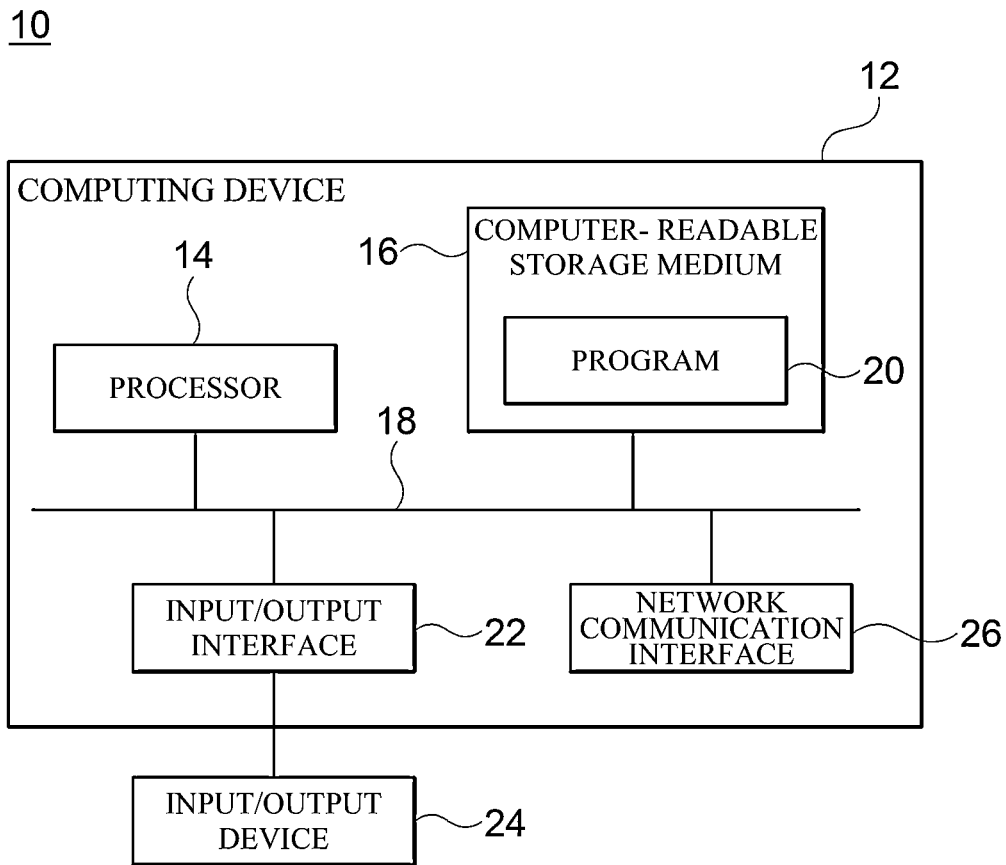 10
12
COMPUTING DEVICE
14
PROCESSOR
16
COMPUTER- READABLE
STORAGE MEDIUM
PROGRAM
20
18
INPUT/OUTPUT
INTERFACE
22
NETWORK
COMMUNICATION
INTERFACE
26
INPUT/OUTPUT
DEVICE
24